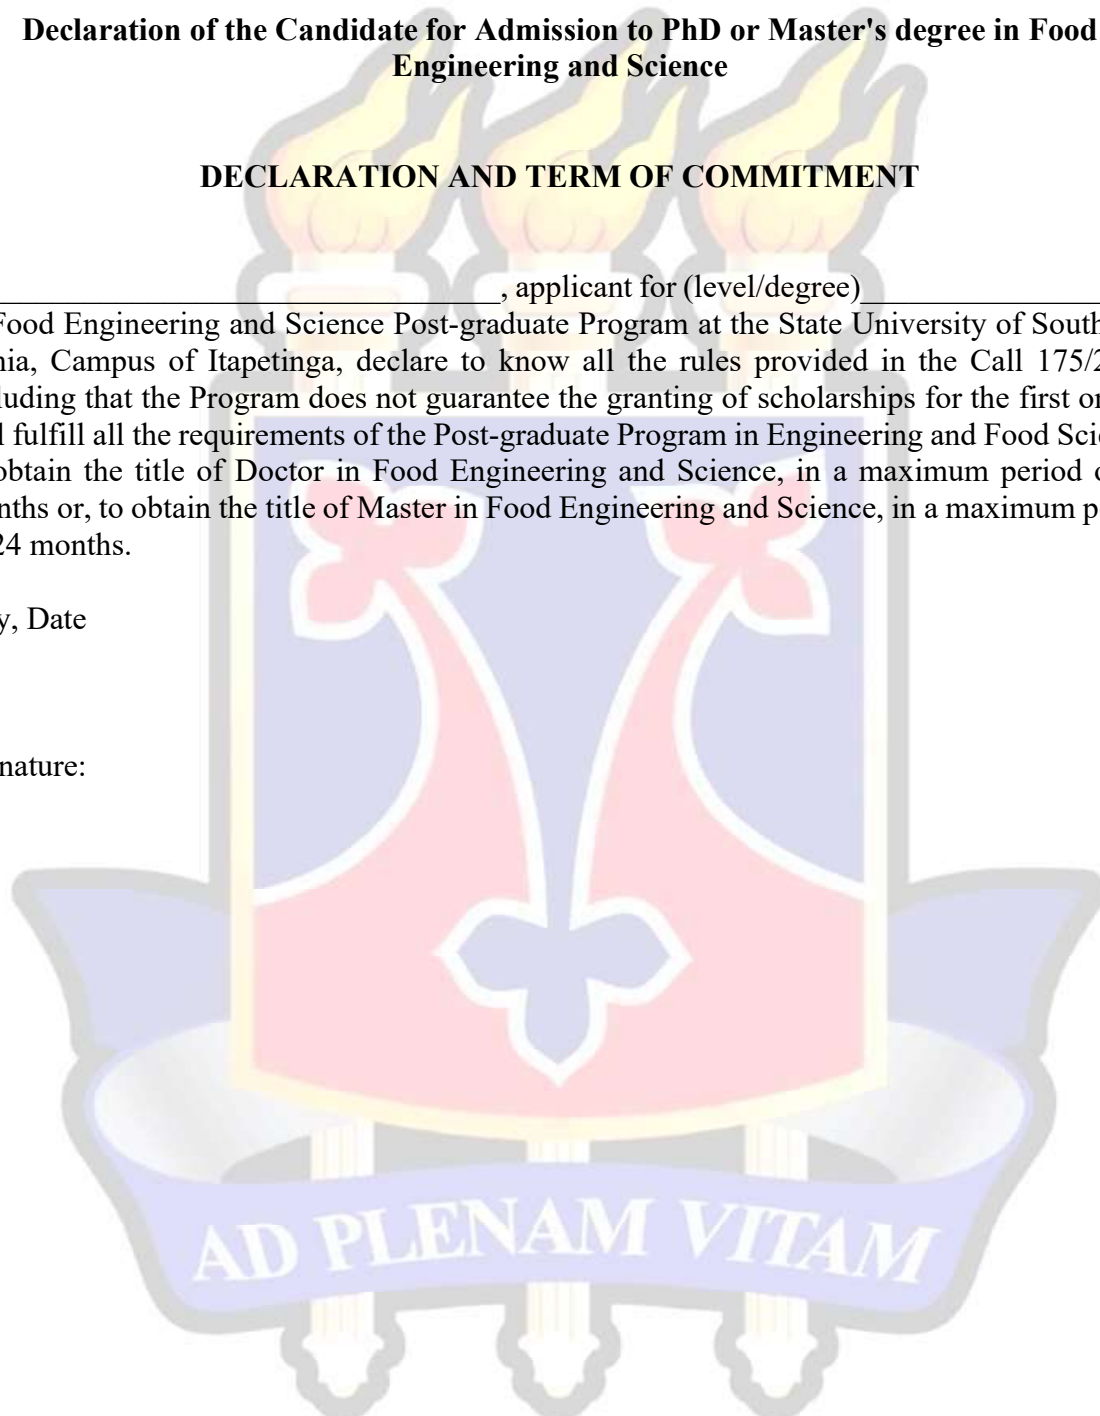 Declaration of the Candidate for Admission to PhD or Master's degree in Food
Engineering and Science
DECLARATION AND TERM OF COMMITMENT
____________________________, applicant for (level/degree)________________
Food Engineering and Science Post-graduate Program at the State University of South
nia, Campus of Itapetinga, declare to know all the rules provided in the Call 175/2
luding that the Program does not guarantee the granting of scholarships for the first or
l fulfill all the requirements of the Post-graduate Program in Engineering and Food Scie
obtain the title of Doctor in Food Engineering and Science, in a maximum period o
nths or, to obtain the title of Master in Food Engineering and Science, in a maximum p
24 months.
y, Date
nature:
AD PLENAM VITAM